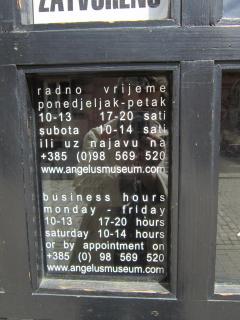 ZATVORENO
radno vrijeme
ponedjeljak-petak
10-13 17-20 sati
subota 10-14 sati
ili uz najavu na
+385 (0)98 569 520
www.angelusmuseum.com
business hours
monday - friday
10-13 17-20 hours
saturday 10-14 hours
or by appointment on
+385 (0) 98 569 520
www.angelusmuseum.com